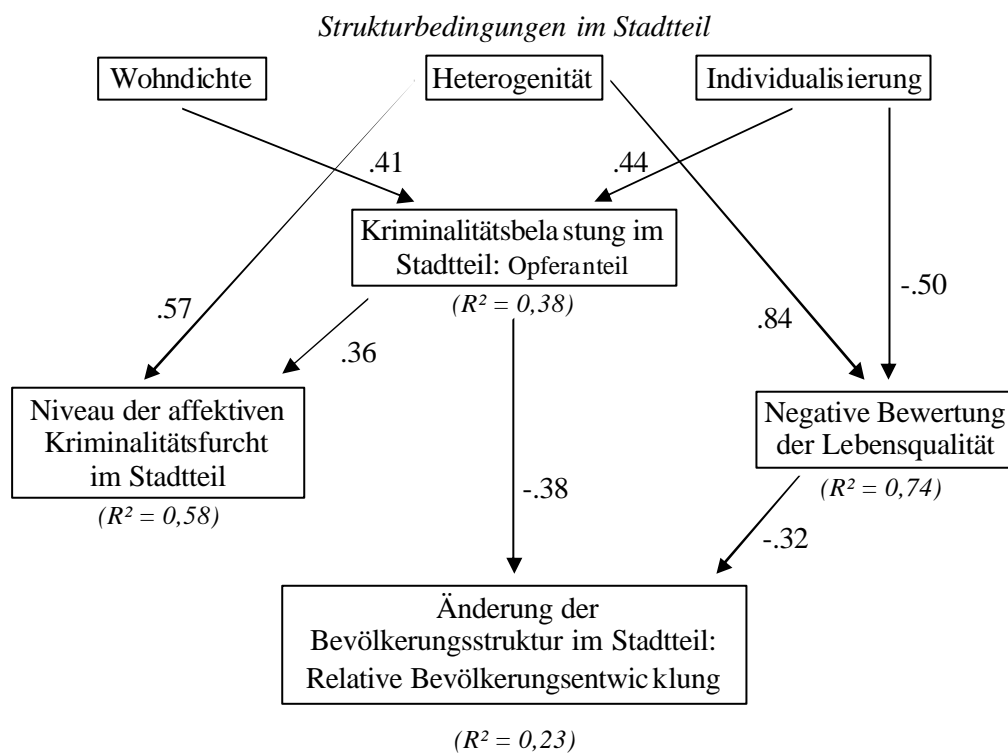 Strukturbedingungen im Stadtteil
Wohndichte
Heterogenität
Individualisierung
.41
.44
Kriminalitätsbelastung im
Stadtteil: Opferanteil
(R² = 0,38)
.57
.36
.84
-.50
Niveau der affektiven
Kriminalitätsfurcht
im Stadtteil
(R² = 0,58)
Negative Bewertung
der Lebensqualität
(R² = 0,74)
-.38
-.32
Änderung der
Bevölkerungsstruktur im Stadtteil:
Relative Bevölkerungsentwicklung
(R² = 0,23)